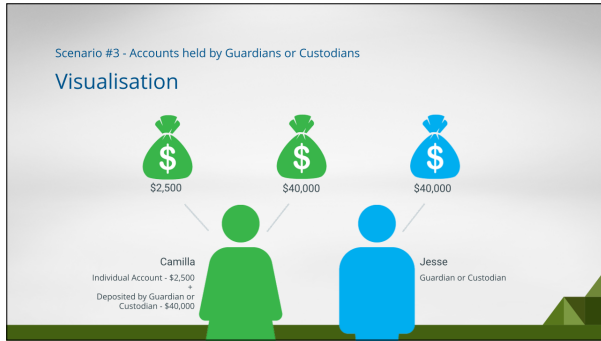 Scenario #3 - Accounts held by Guardians or Custodians
Visualisation
$
$
$
$2,500
$40,000
$40,000
Camilla
Individual Account - $2,500
+
Deposited by Guardian or
Custodian - $40,000
Jesse
Guardian or Custodian